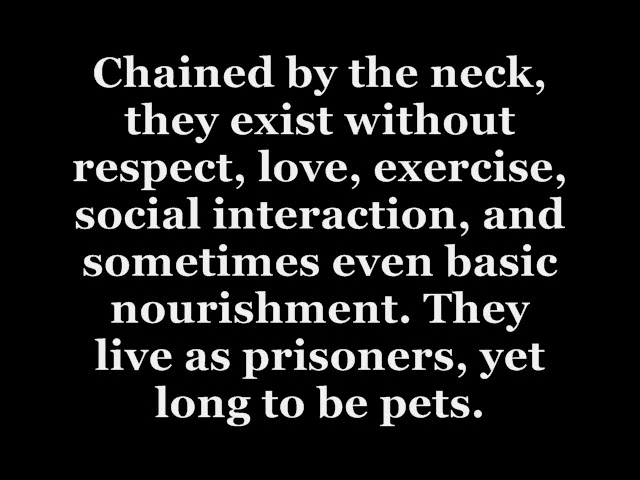 Chained by the neck,
they exist without
respect, love, exercise,
social interaction, and
sometimes even basic
nourishment. They
live as prisoners, yet
long to be pets.